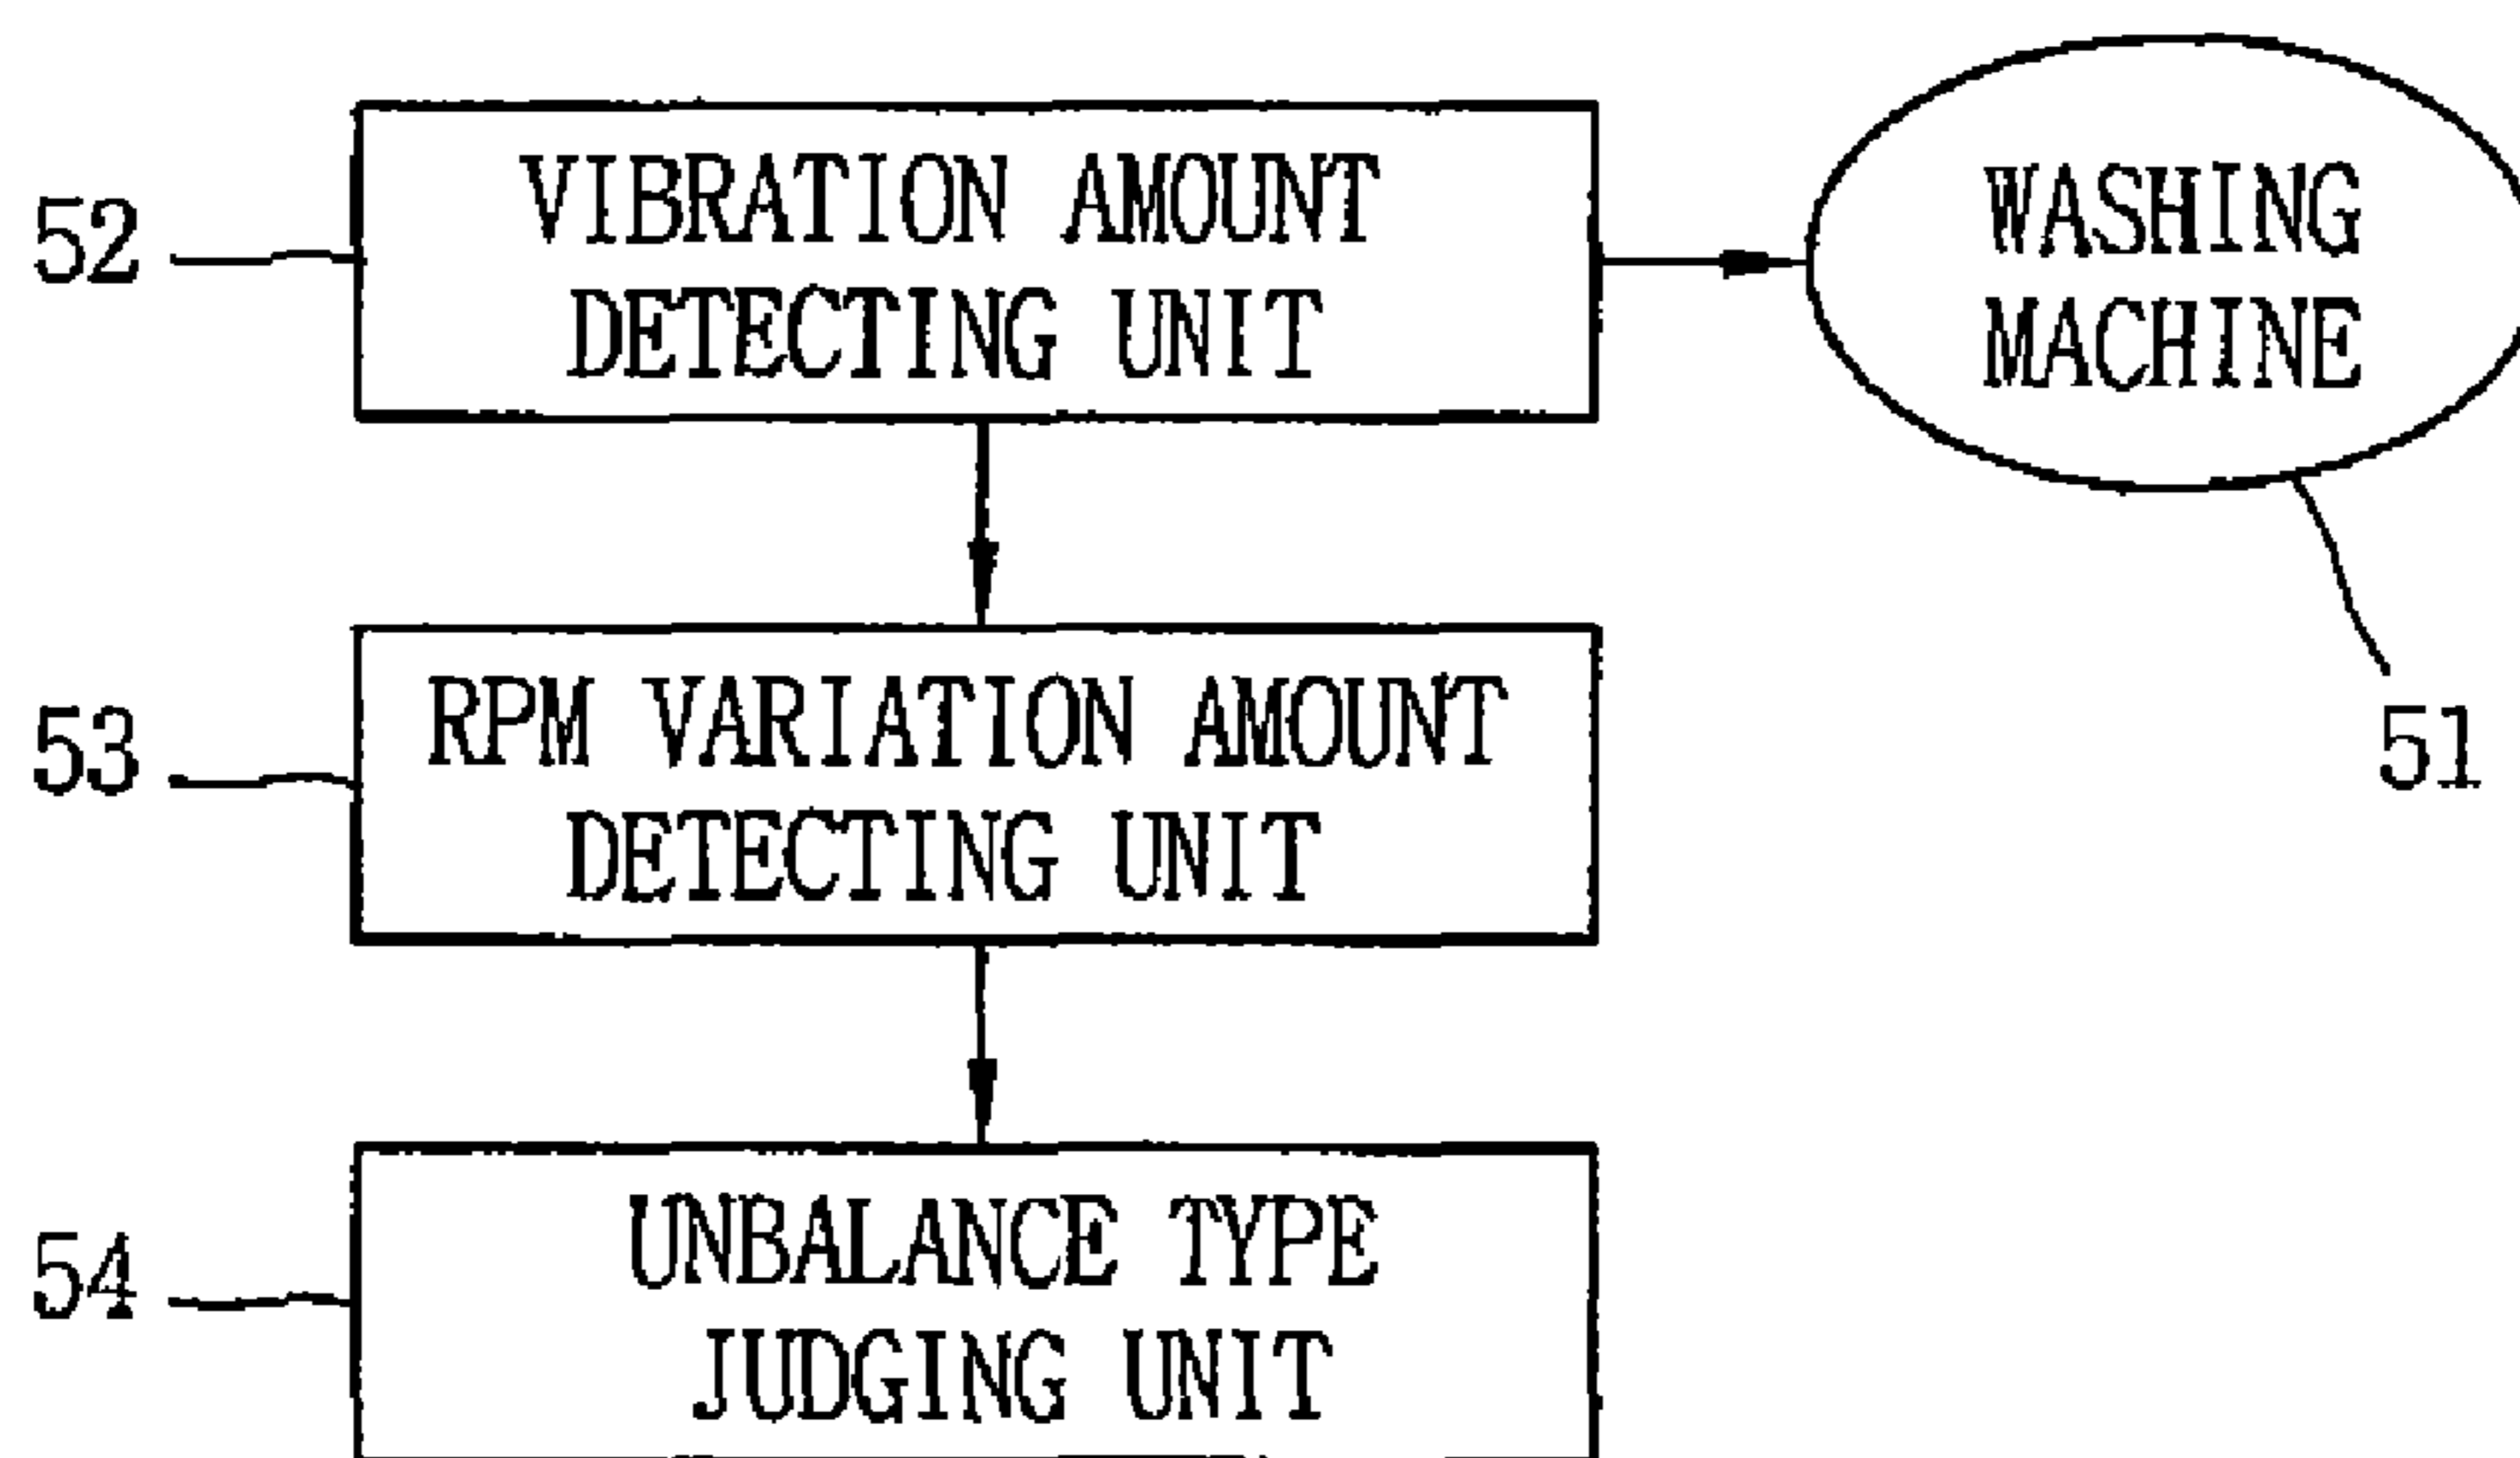 52
VIBRATION AMOUNT
DETECTING UNIT
WASHING
MACHINE
51
53
RPM VARIATION AMOUNT
DETECTING UNIT
54
UNBALANCE TYPE
JUDGING UNIT